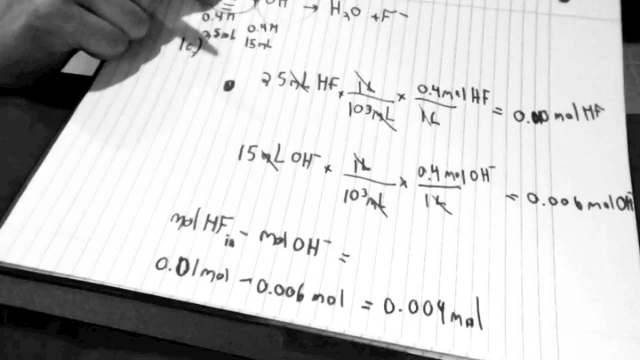 OH⁻ → H₂O + F⁻
0.4M 0.4M
25mL 15mL
1c)
25mL HF × 1L/10³mL × 0.4mol HF/1L = 0.010 mol HF
15mL OH⁻ × 1L/10³mL × 0.4mol OH⁻/1L = 0.006 mol OH⁻
mol HF in - mol OH⁻ =
0.01mol - 0.006 mol = 0.004 mol